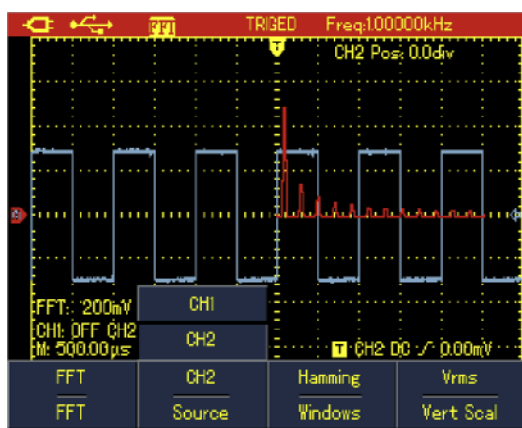 FFT TRIGED Freq:1.00000kHz
T
CH2 Pos: 0.0div
FFT: 200mV
CH1
CH1: OFF CH2
CH2
M: 500.00μs
T CH2 DC 0.00mV
FFT CH2 Hamming Vrms
FFT Source Windows Vert Scal